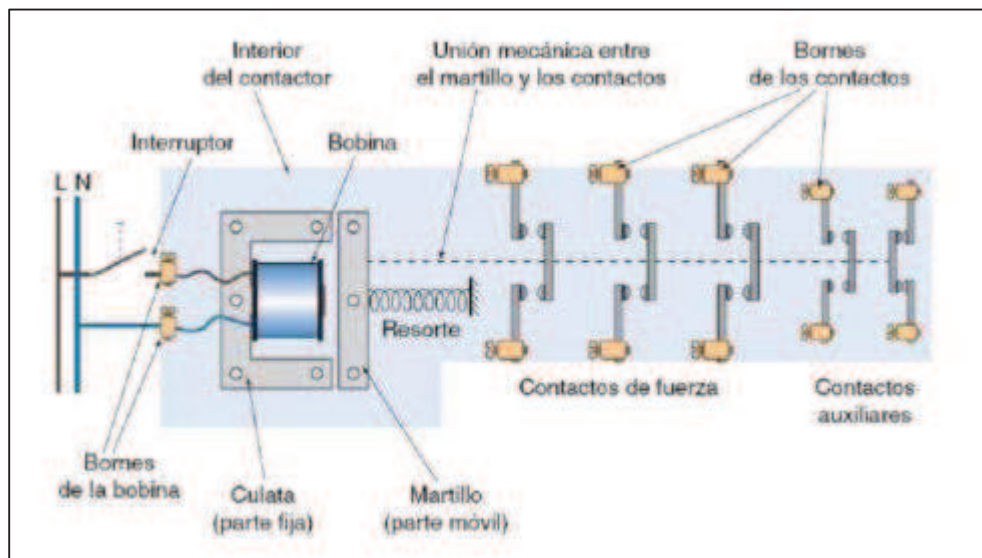 Interior
del contactor
Unión mecánica entre
el martillo y los contactos
Bornes
de los contactos
Interruptor
Bobina
L N
Resorte
Contactos de fuerza
Contactos
auxiliares
Bornes
de la bobina
Culata
(parte fija)
Martillo
(parte móvil)